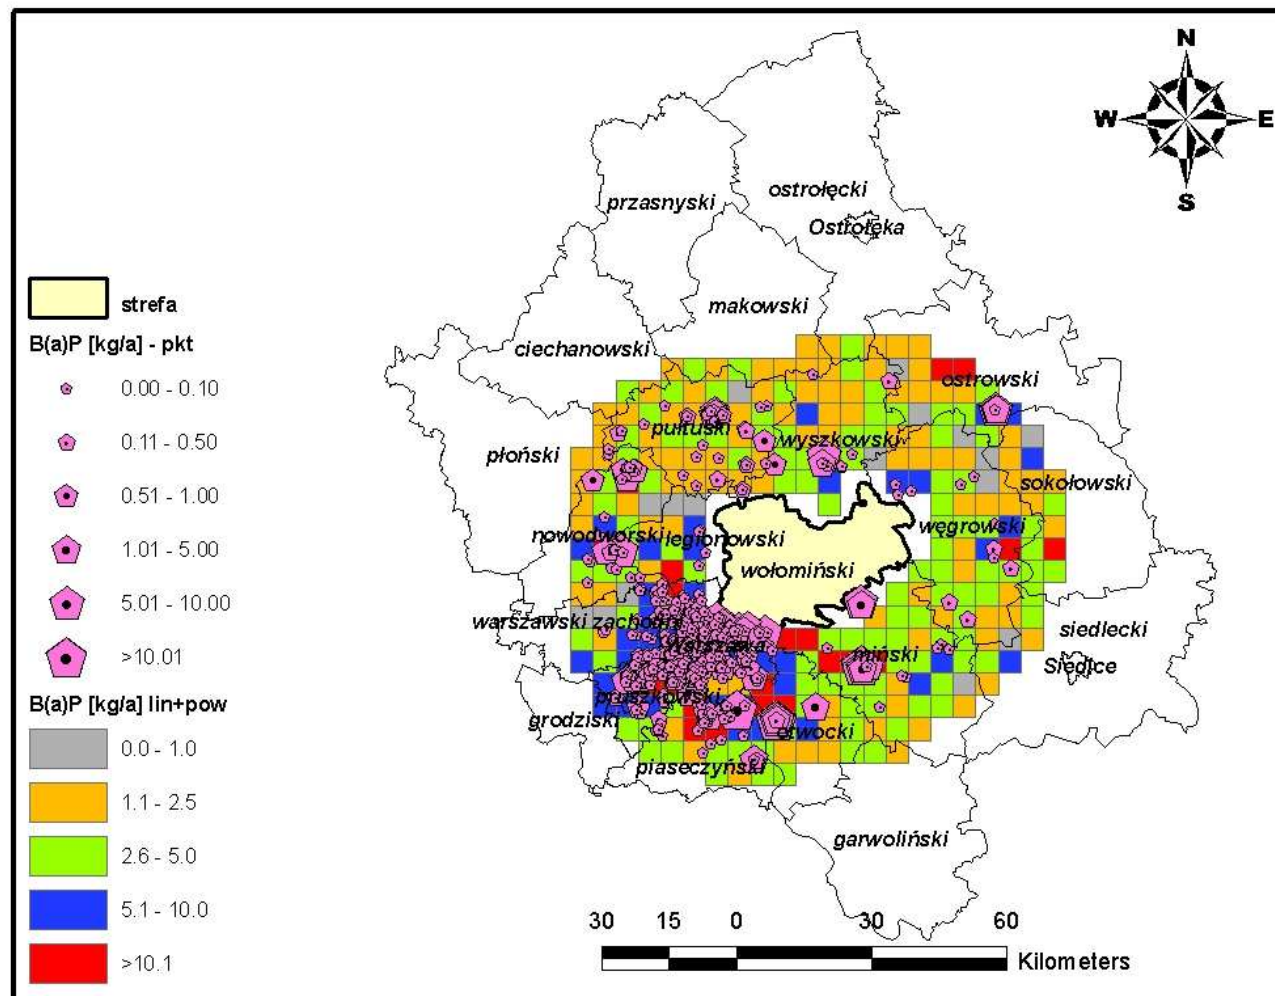 N
W E
S
przasnyski
ostrołęcki
Ostrołęka
makowski
ciechanowski
ostrowski
pułtuski
wyszkowski
płoński
sokołowski
nowodworski
legionowski
węgrowski
wołomiński
warszawski zachodni
Warszawa
miński
siedlecki
Siedlce
pruszkowski
grodziski
otwocki
piaseczyński
garwoliński
strefa
B(a)P [kg/a] - pkt
0.00 - 0.10
0.11 - 0.50
0.51 - 1.00
1.01 - 5.00
5.01 - 10.00
>10.01
B(a)P [kg/a] lin+pow
0.0 - 1.0
1.1 - 2.5
2.6 - 5.0
5.1 - 10.0
>10.1
30 15 0 30 60
Kilometers